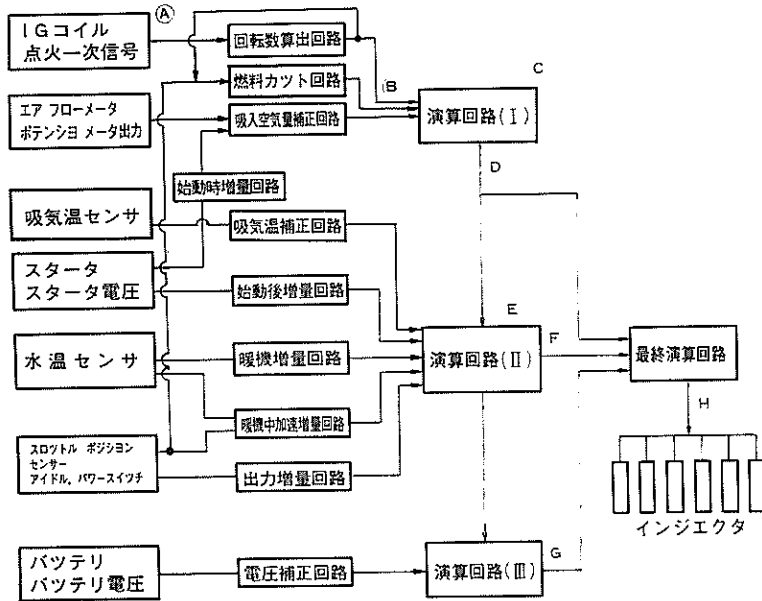 IGコイル
点火一次信号
Ⓐ
回転数算出回路
燃料カツト回路
B
C
エア フローメータ
ポテンシヨ メータ出力
吸入空気量補正回路
演算回路(I)
D
始動時増量回路
吸気温センサ
吸気温補正回路
スタータ
スタータ電圧
始動後増量回路
E
演算回路(II)
F
最終演算回路
水温センサ
暖機増量回路
H
暖機中加速増量回路
スロツトル ポジシヨン
センサー
アイドル、パワースイツチ
出力増量回路
インジエクタ
バツテリ
バツテリ電圧
電圧補正回路
演算回路(III)
G